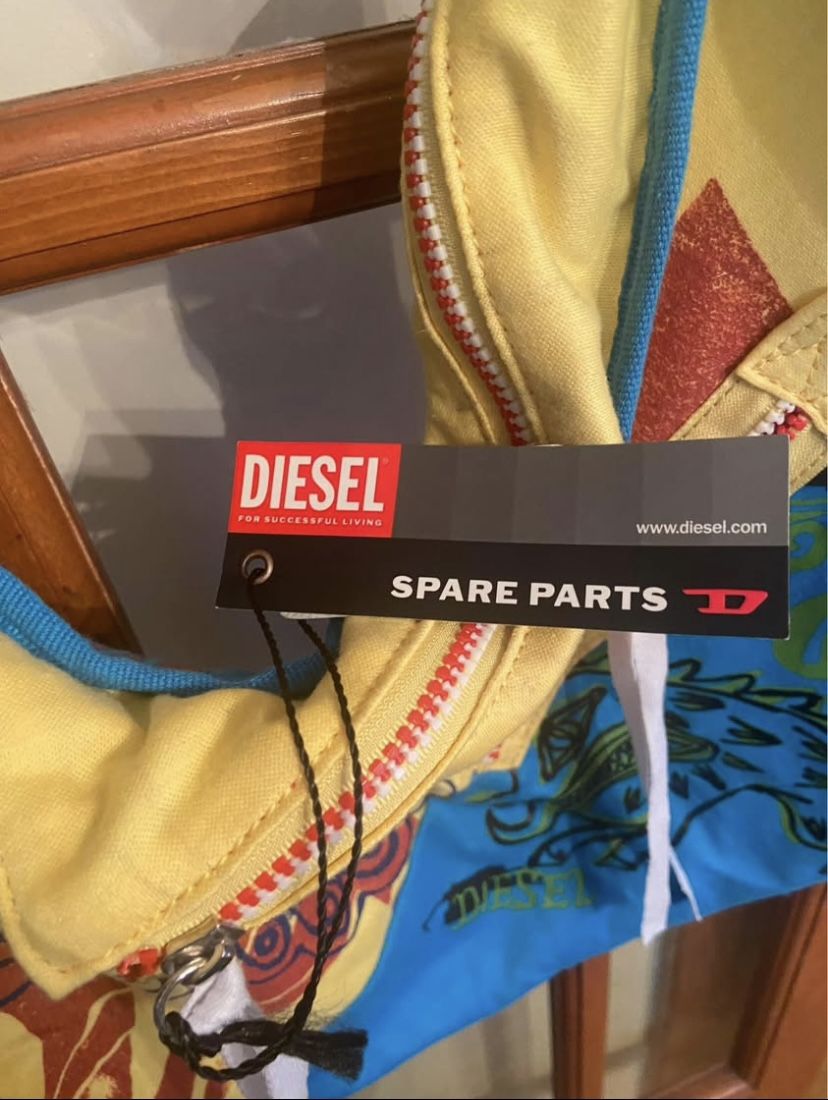 DIESEL
FOR SUCCESSFUL LIVING
www.diesel.com
SPARE PARTS D
DIESEL